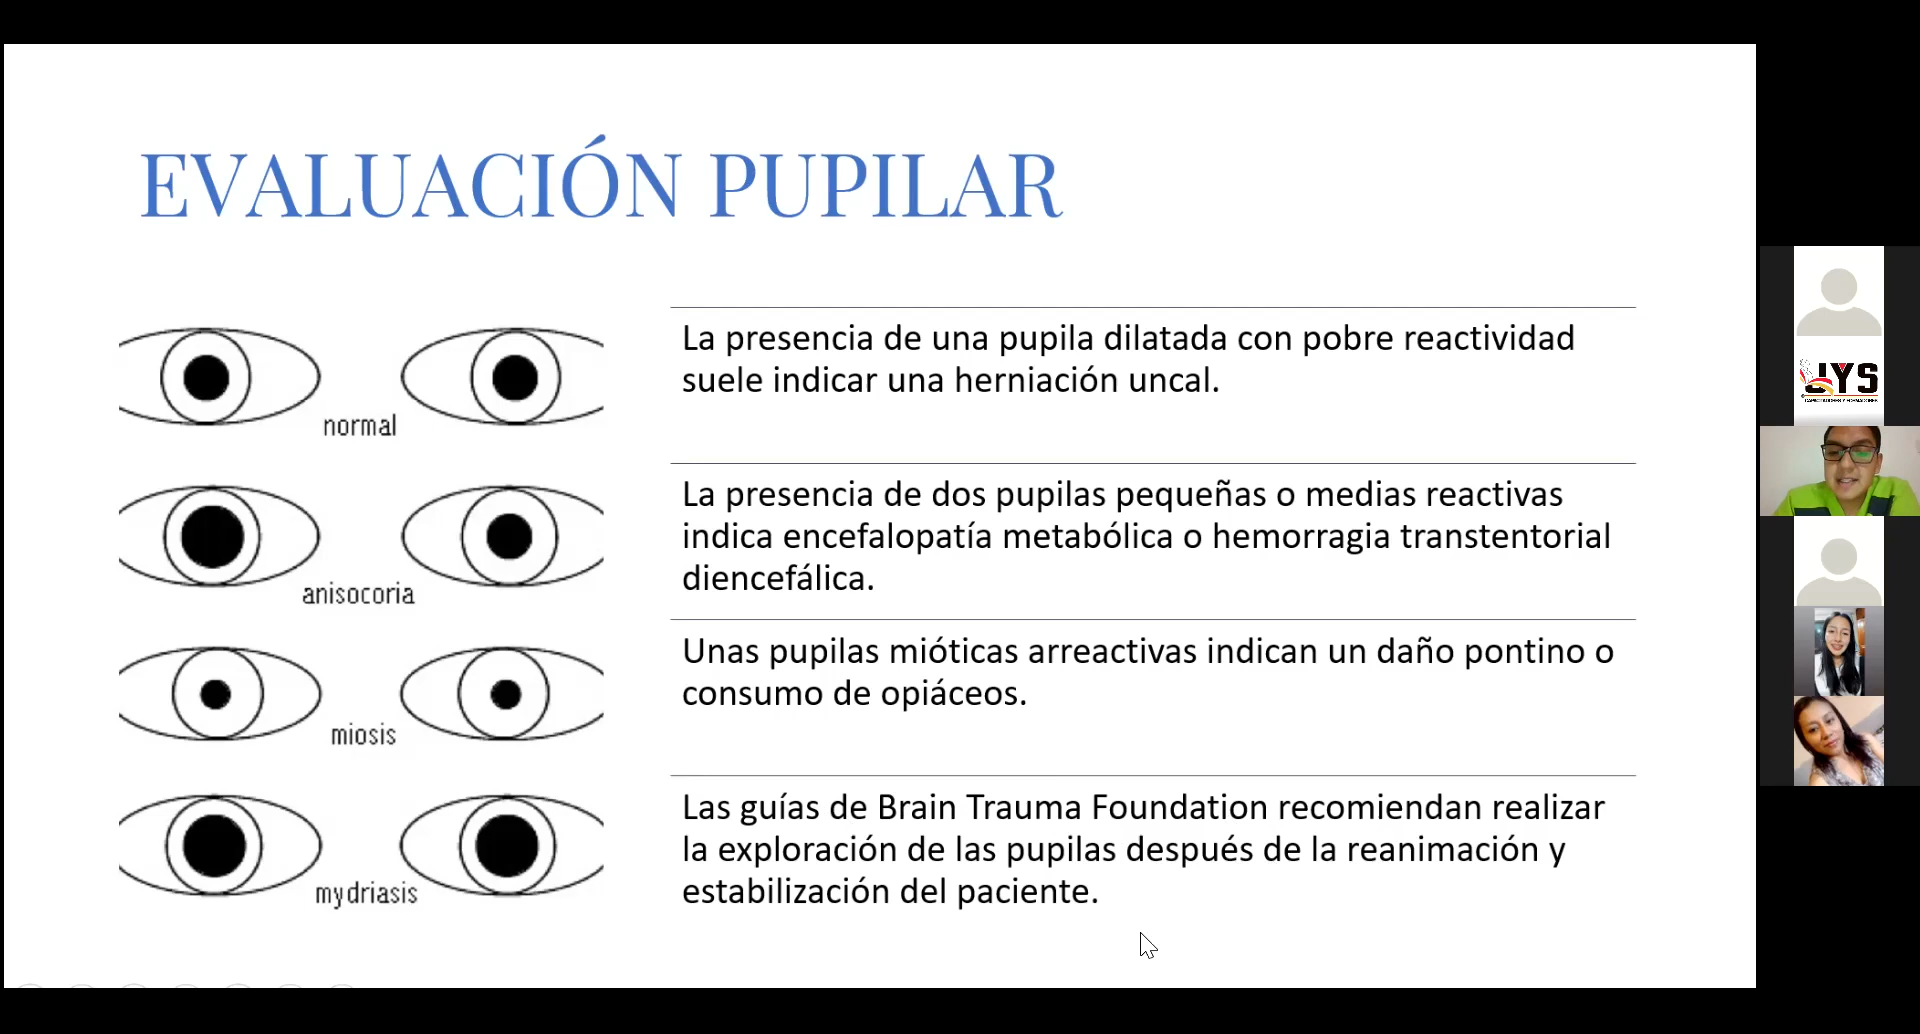 EVALUACIÓN PUPILAR
normal
anisocoria
miosis
mydriasis
La presencia de una pupila dilatada con pobre reactividad
suele indicar una herniación uncal.
La presencia de dos pupilas pequeñas o medias reactivas
indica encefalopatía metabólica o hemorragia transtentorial
diencefálica.
Unas pupilas mióticas arreactivas indican un daño pontino o
consumo de opiáceos.
Las guías de Brain Trauma Foundation recomiendan realizar
la exploración de las pupilas después de la reanimación y
estabilización del paciente.
JYS
CAPACITADORES Y FORMADORES